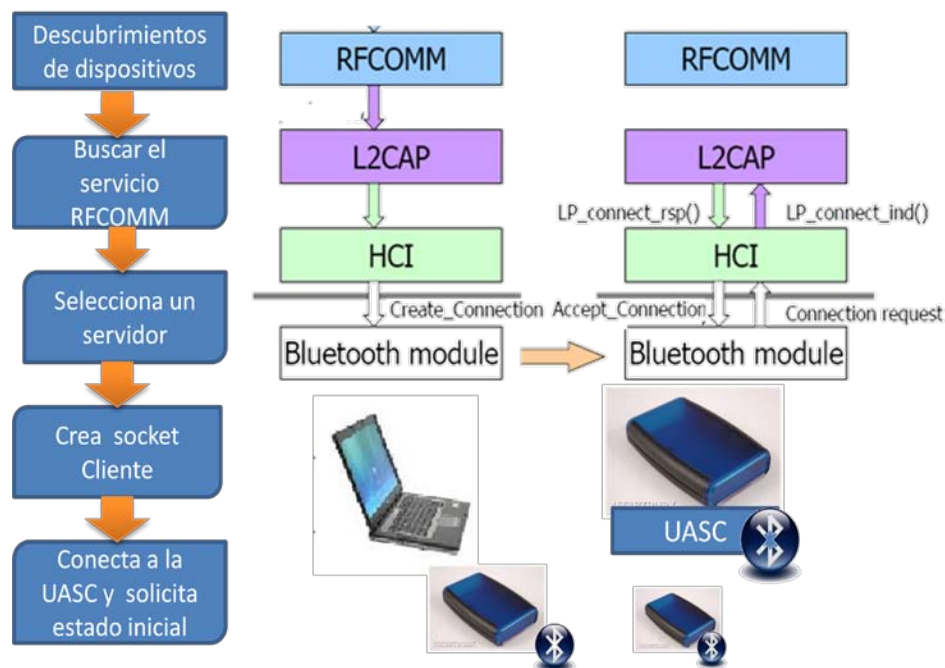 Descubrimientos
de dispositivos
Buscar el
servicio
RFCOMM
Selecciona un
servidor
Crea socket
Cliente
Conecta a la
UASC y solicita
estado inicial
RFCOMM
L2CAP
HCI
Create_Connection
Bluetooth module
RFCOMM
L2CAP
LP_connect_rsp()
LP_connect_ind()
HCI
Accept_Connection
Connection request
Bluetooth module
UASC